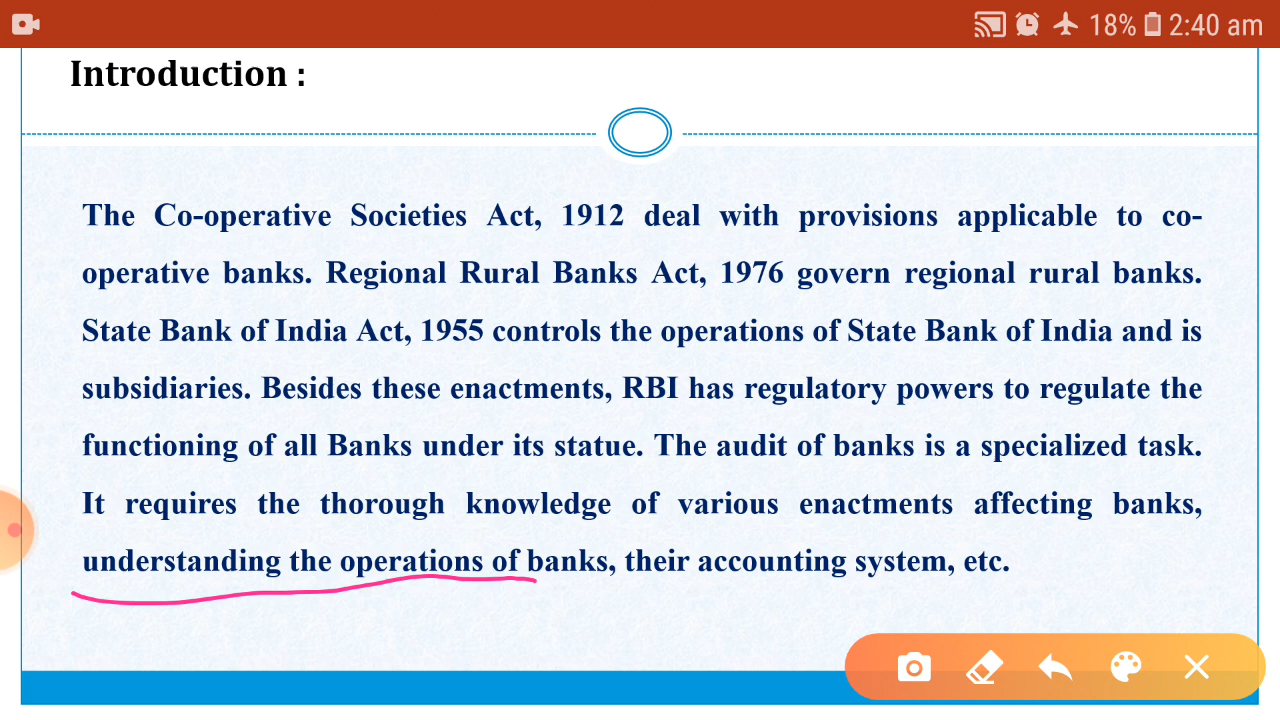 18% 2:40 am
Introduction :
The Co-operative Societies Act, 1912 deal with provisions applicable to co-
operative banks. Regional Rural Banks Act, 1976 govern regional rural banks.
State Bank of India Act, 1955 controls the operations of State Bank of India and is
subsidiaries. Besides these enactments, RBI has regulatory powers to regulate the
functioning of all Banks under its statue. The audit of banks is a specialized task.
It requires the thorough knowledge of various enactments affecting banks,
understanding the operations of banks, their accounting system, etc.